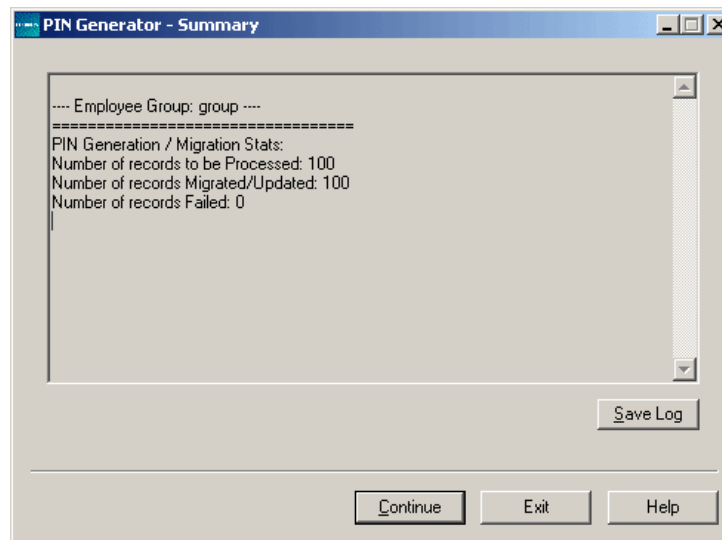 PIN Generator - Summary
---- Employee Group: group ----
==================================
PIN Generation / Migration Stats:
Number of records to be Processed: 100
Number of records Migrated/Updated: 100
Number of records Failed: 0
Save Log
Continue Exit Help